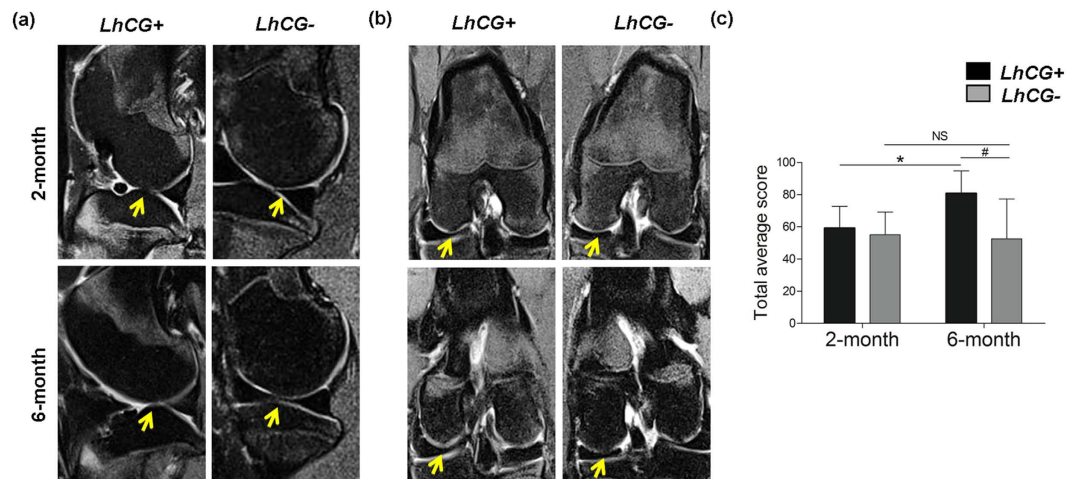 (a)
LhCG+
LhCG-
(b)
LhCG+
LhCG-
(c)
2-month
6-month
LhCG+
LhCG-
NS
*
#
Total average score
100
80
60
40
20
0
2-month
6-month